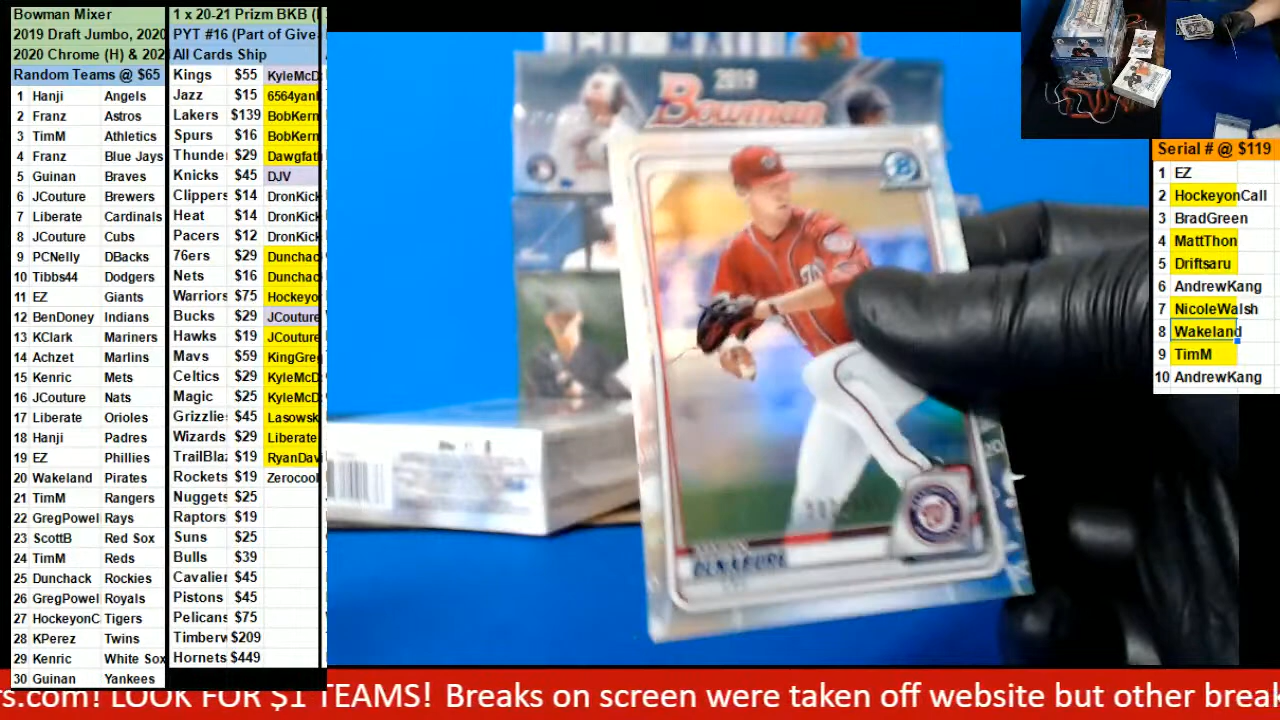 Bowman Mixer
2019 Draft Jumbo, 2020
2020 Chrome (H) & 202
Random Teams @ $65
1 Hanji Angels
2 Franz Astros
3 TimM Athletics
4 Franz Blue Jays
5 Guinan Braves
6 JCouture Brewers
7 Liberate Cardinals
8 JCouture Cubs
9 PCNelly DBacks
10 Tibbs44 Dodgers
11 EZ Giants
12 BenDoney Indians
13 KClark Mariners
14 Achzet Marlins
15 Kenric Mets
16 JCouture Nats
17 Liberate Orioles
18 Hanji Padres
19 EZ Phillies
20 Wakeland Pirates
21 TimM Rangers
22 GregPowel Rays
23 ScottB Red Sox
24 TimM Reds
25 Dunchack Rockies
26 GregPowel Royals
27 HockeyonC Tigers
28 KPerez Twins
29 Kenric White Sox
30 Guinan Yankees
1 x 20-21 Prizm BKB (
PYT #16 (Part of Give
All Cards Ship
Kings $55 KyleMcD
Jazz $15 6564yanl
Lakers $139 BobKern
Spurs $16 BobKern
Thunde $29 Dawgfat
Knicks $45 DJV
Clippers $14 DronKick
Heat $14 DronKick
Pacers $12 DronKick
76ers $29 Dunchac
Nets $16 Dunchac
Warriors $75 Hockeyo
Bucks $29 JCouture
Hawks $19 JCouture
Mavs $59 KingGre
Celtics $29 KyleMcD
Magic $25 KyleMcD
Grizzlie $45 Lasowsk
Wizards $29 Liberate
TrailBla $19 RyanDav
Rockets $19 Zerocool
Nuggets $25
Raptors $19
Suns $25
Bulls $39
Cavalier $45
Pistons $45
Pelicans $75
Timberw $209
Hornets $449
2019
Bowman
Serial # @ $119
1 EZ
2 HockeyonCall
3 BradGreen
4 MattThon
5 Driftsaru
6 AndrewKang
7 NicoleWalsh
8 Wakeland
9 TimM
10 AndrewKang
rs.com! LOOK FOR $1 TEAMS! Breaks on screen were taken off website but other break